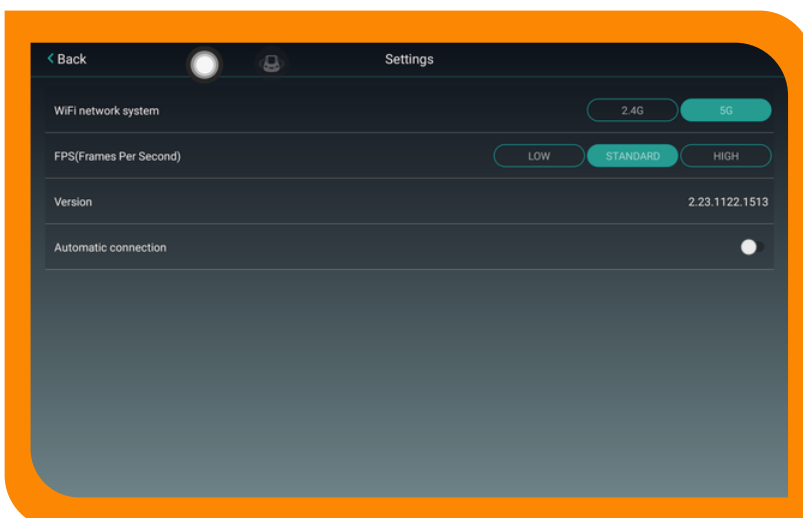 Back Settings
WiFi network system 2.4G 5G
FPS(Frames Per Second) LOW STANDARD HIGH
Version 2.23.1122.1513
Automatic connection